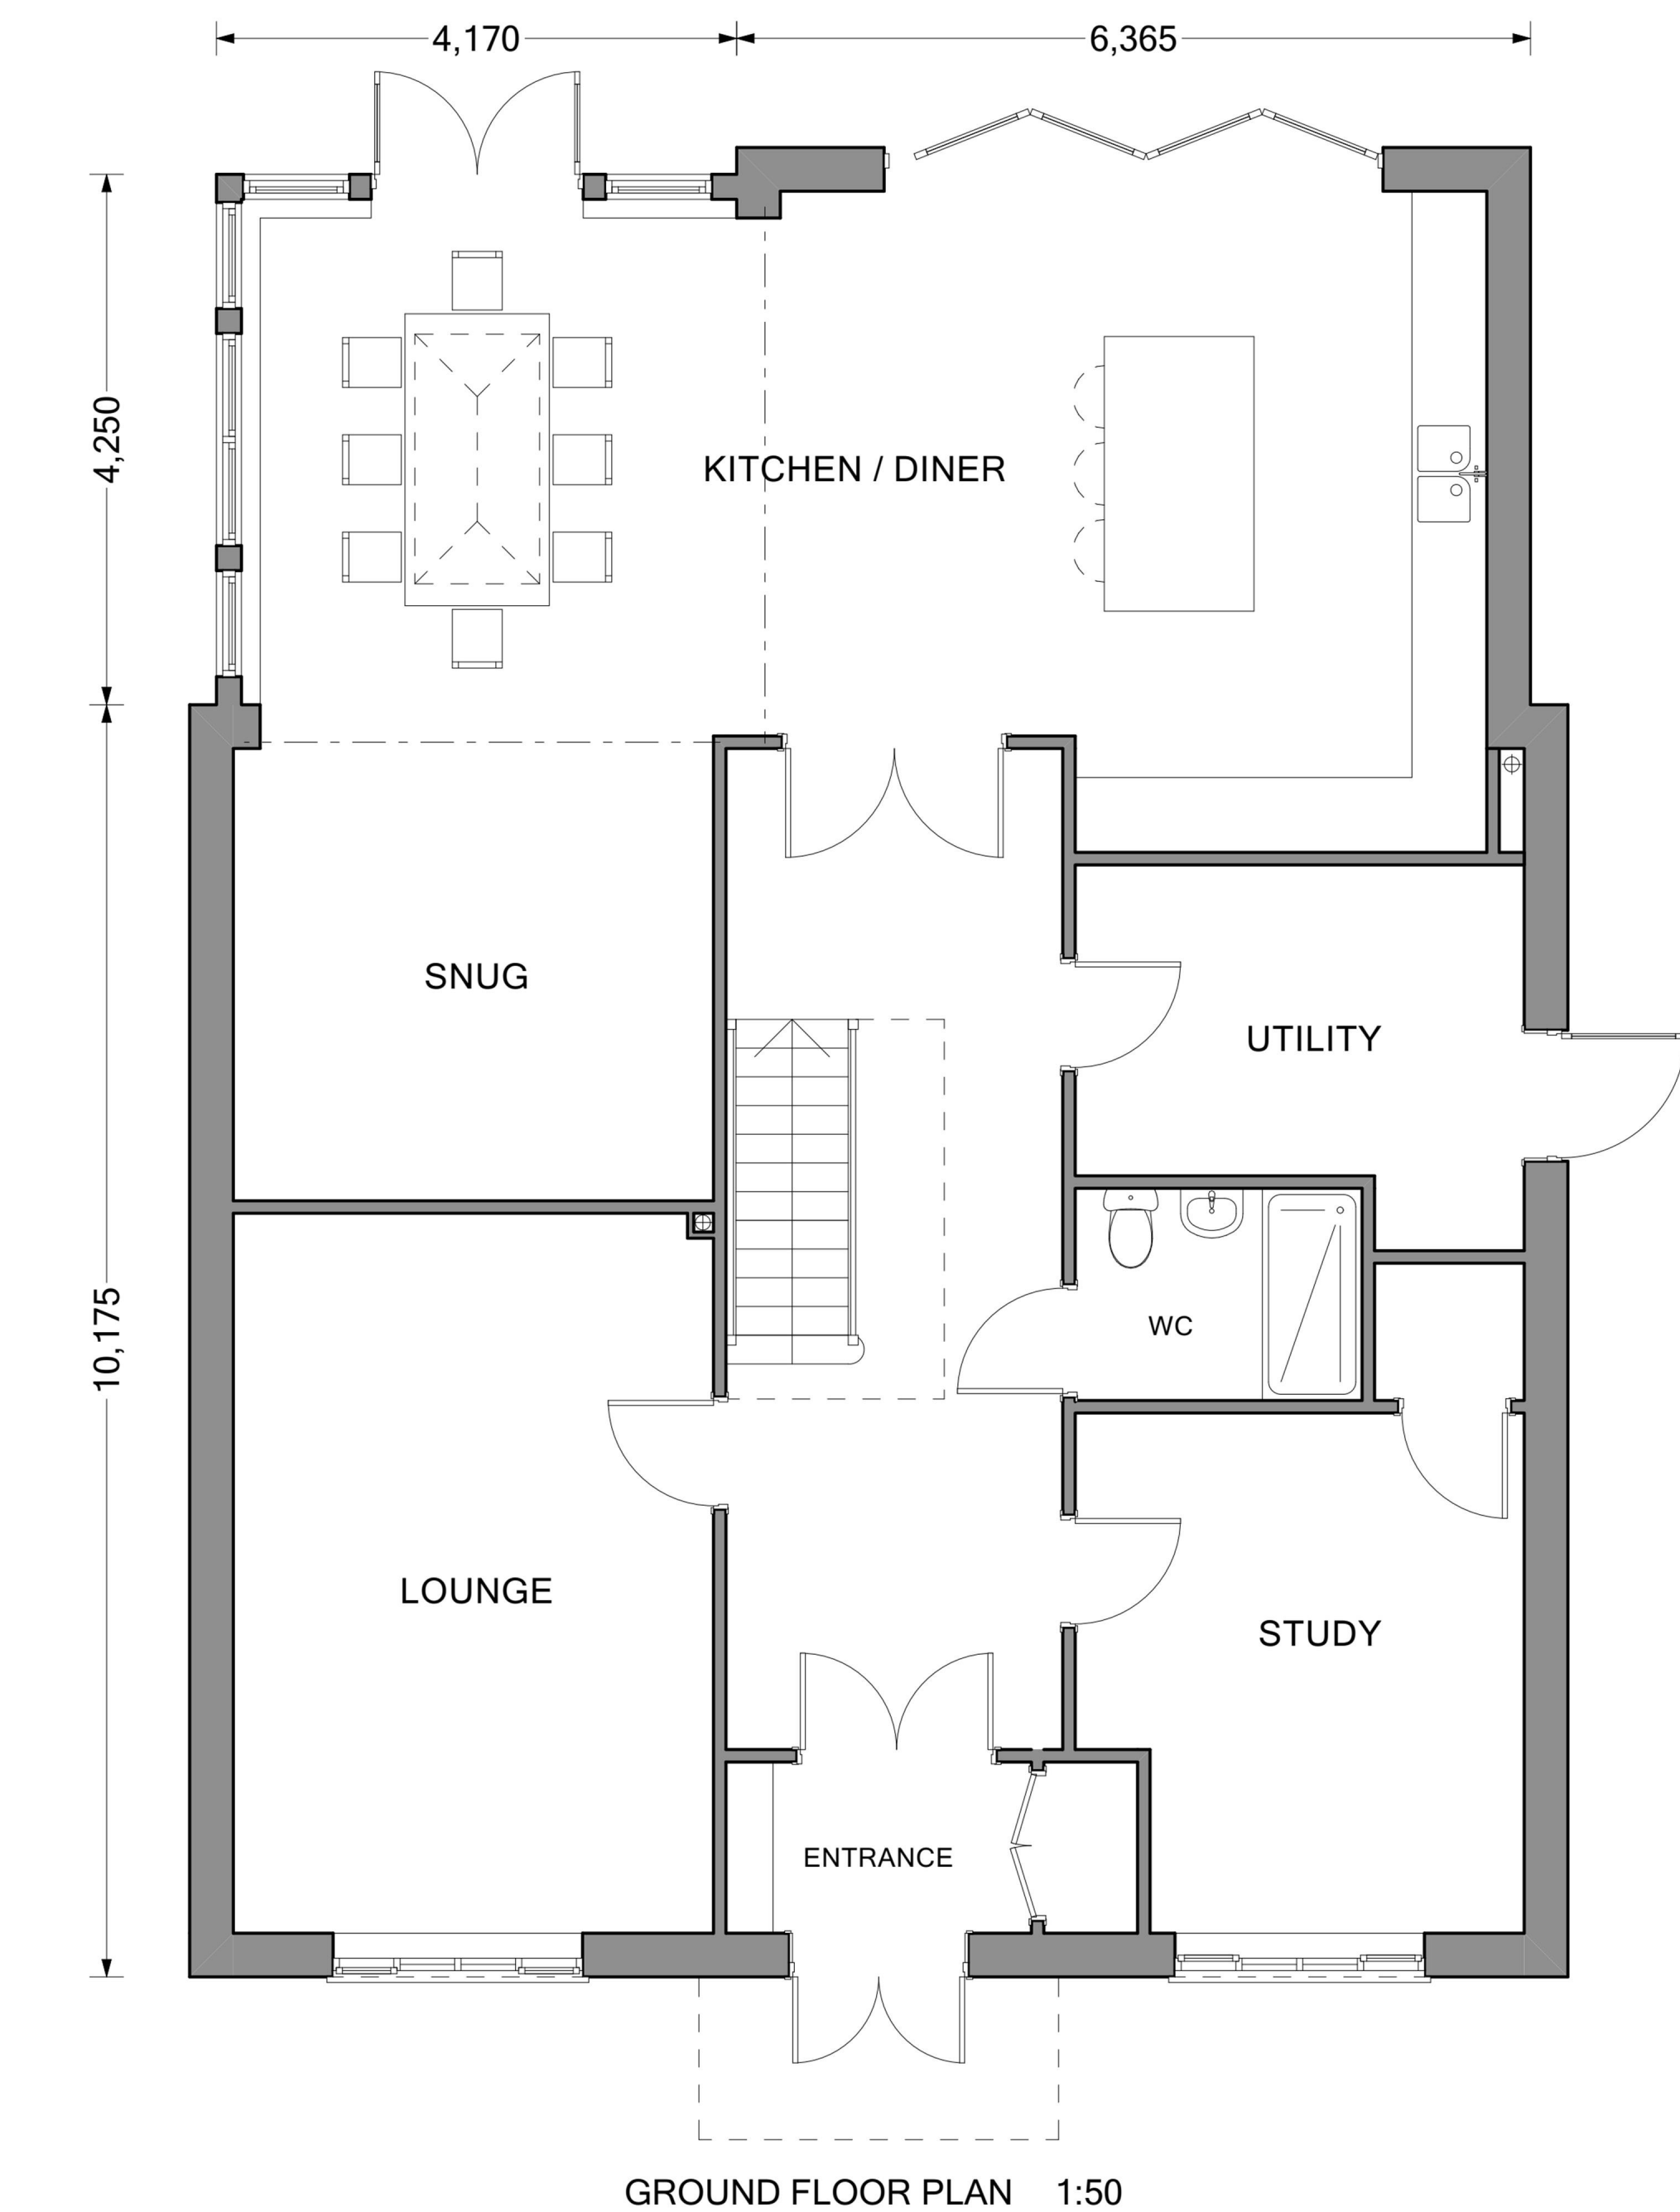 4,170
6,365
4,250
KITCHEN / DINER
SNUG
UTILITY
10,175
WC
LOUNGE
STUDY
ENTRANCE
GROUND FLOOR PLAN 1:50